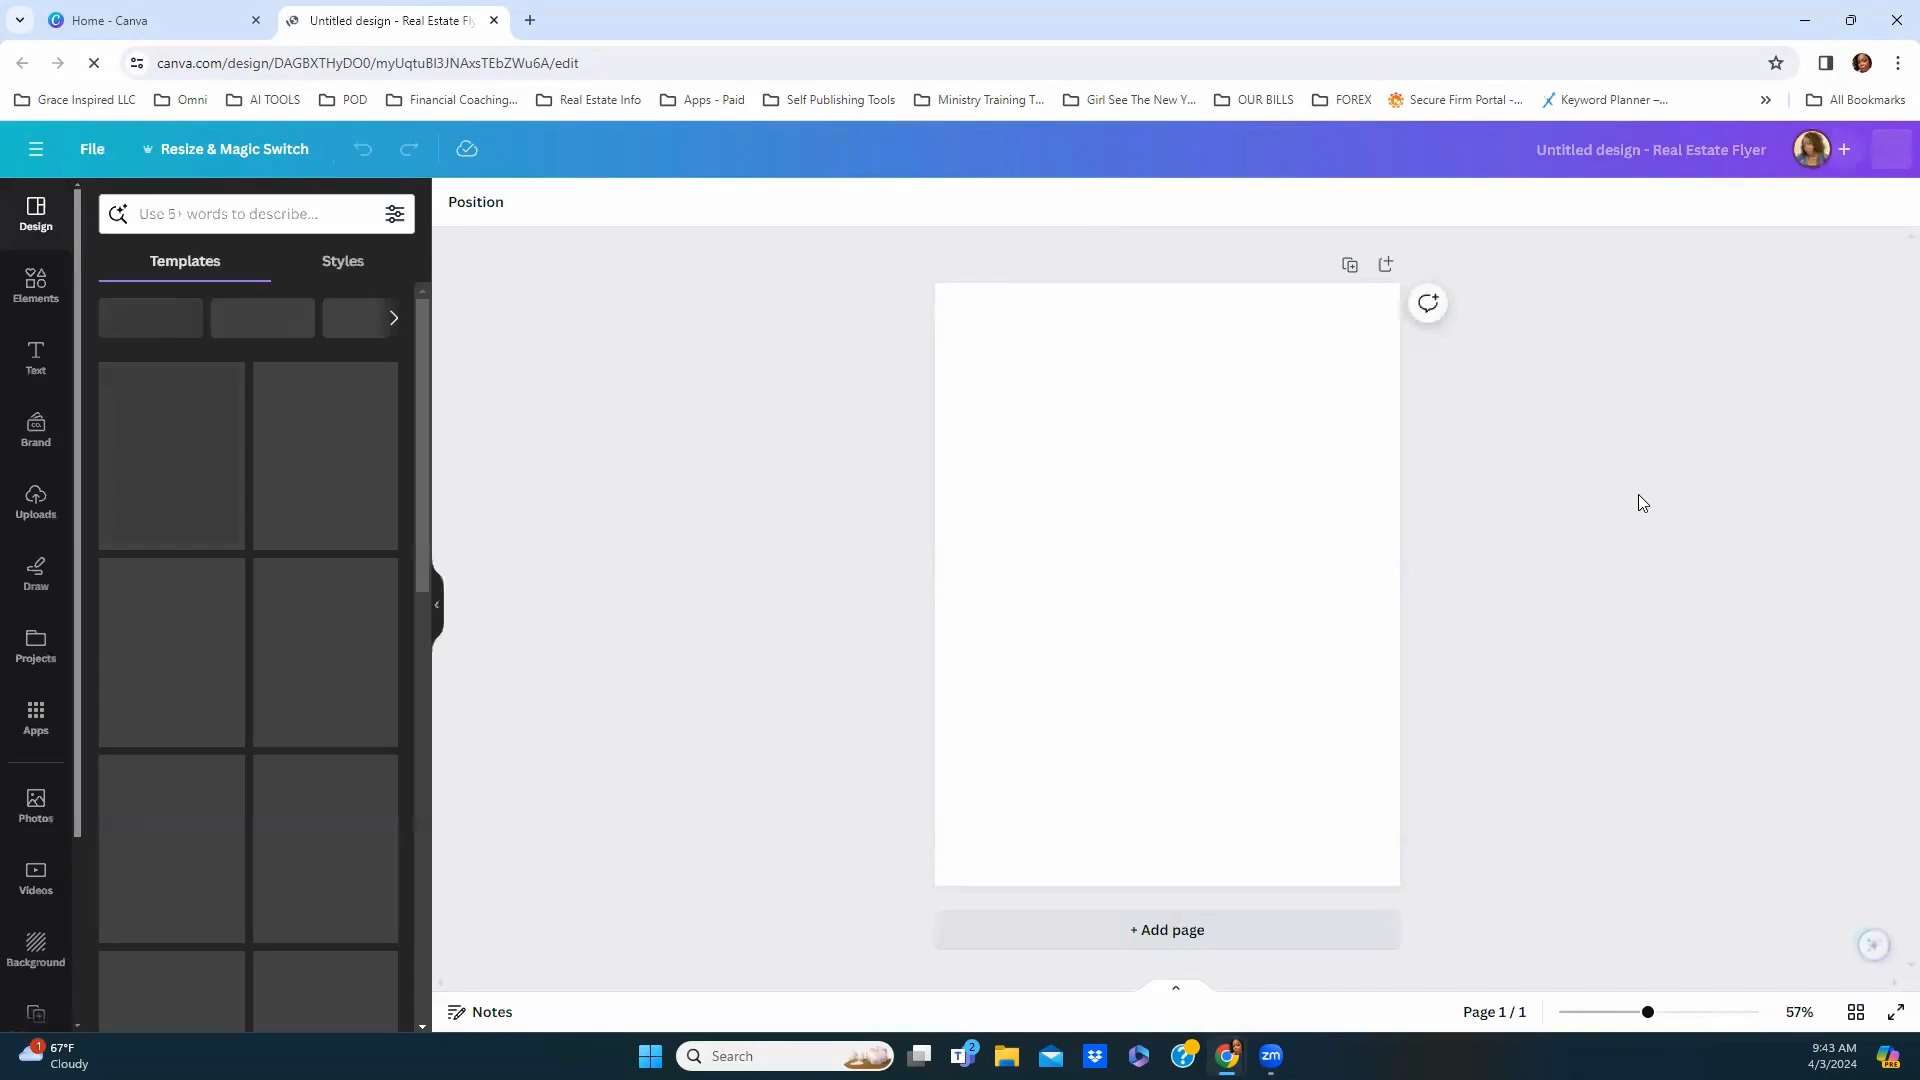 Home - Canva
Untitled design - Real Estate Fl
canva.com/design/DAGBXTHyDO0/myUqtuBl3JNAxsTEbZWu6A/edit
Grace Inspired LLC
Omni
AI TOOLS
POD
Financial Coaching...
Real Estate Info
Apps - Paid
Self Publishing Tools
Ministry Training T...
Girl See The New Y...
OUR BILLS
FOREX
Secure Firm Portal -...
Keyword Planner –...
All Bookmarks
File
Resize & Magic Switch
Untitled design - Real Estate Flyer
Design
Elements
Text
Brand
Uploads
Draw
Projects
Apps
Photos
Videos
Background
Use 5+ words to describe...
Templates
Styles
Position
+ Add page
Notes
Page 1 / 1
57%
1
67°F
Cloudy
Search
2
zm
9:43 AM
4/3/2024
PRE